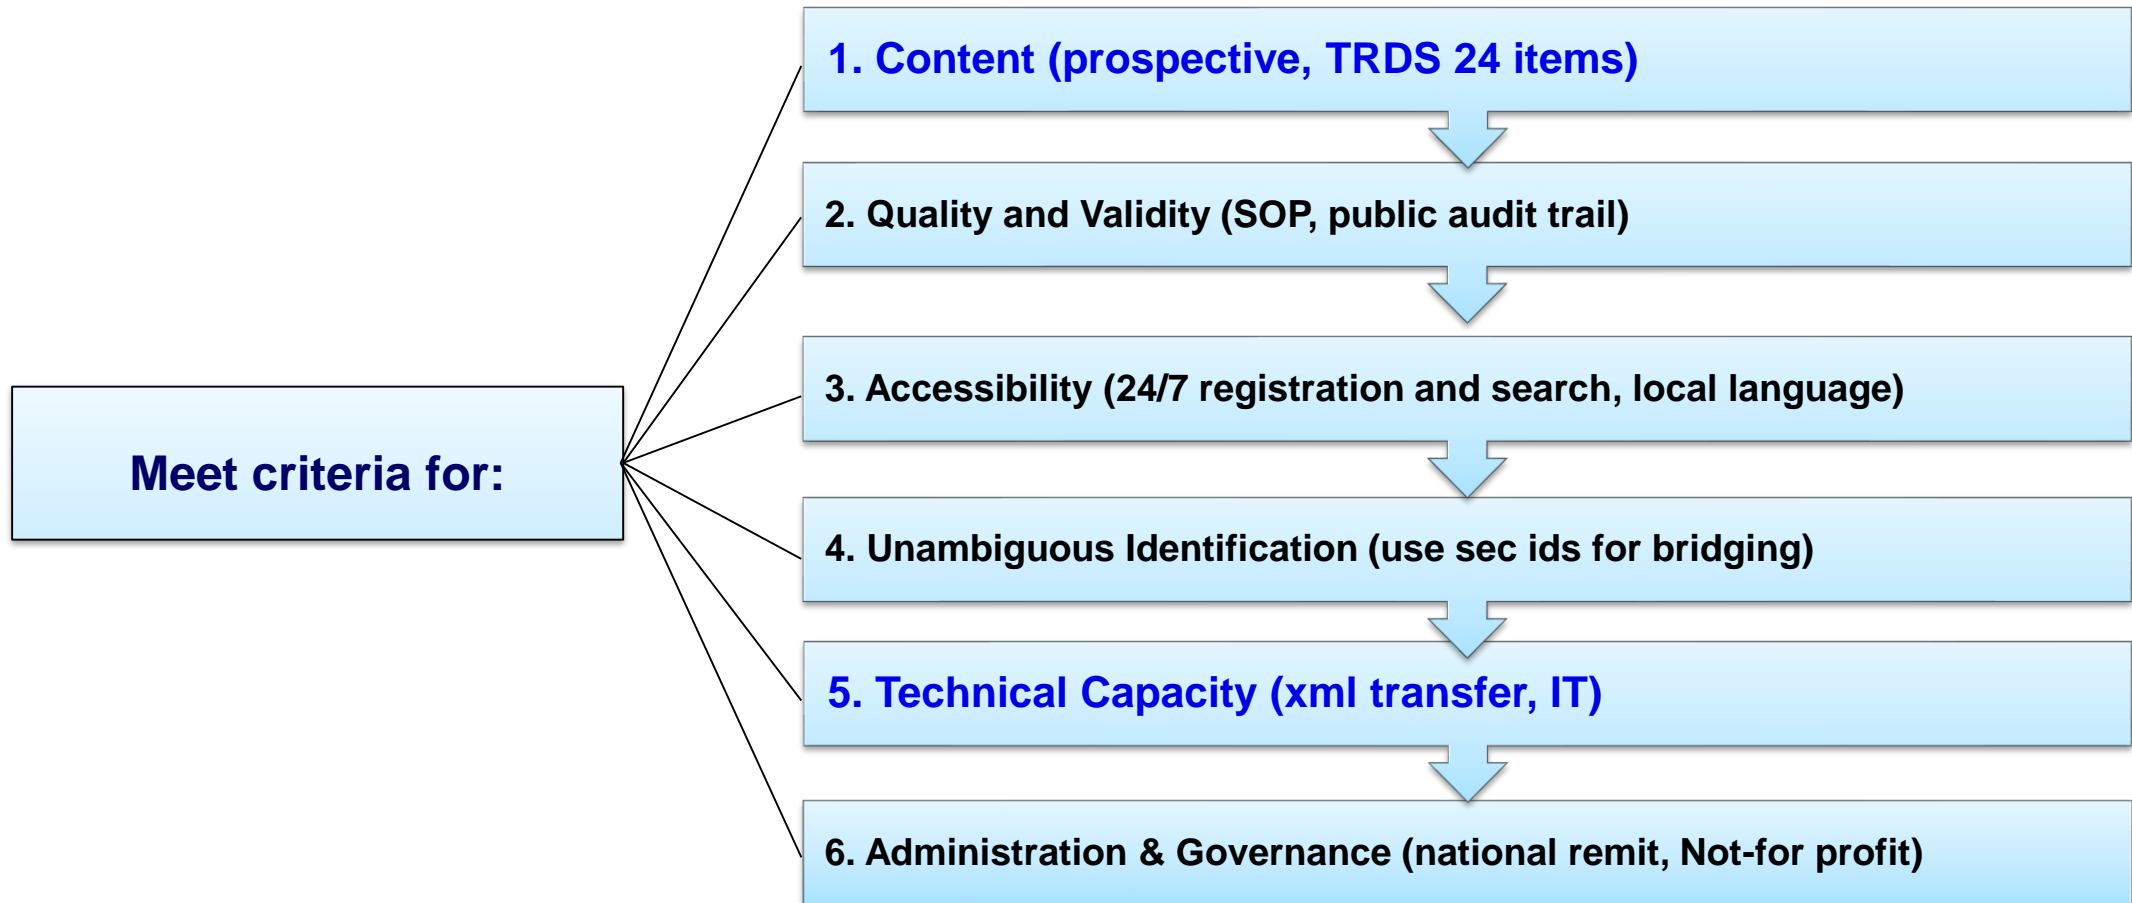 1. Content (prospective, TRDS 24 items)
2. Quality and Validity (SOP, public audit trail)
3. Accessibility (24/7 registration and search, local language)
Meet criteria for:
4. Unambiguous Identification (use sec ids for bridging)
5. Technical Capacity (xml transfer, IT)
6. Administration & Governance (national remit, Not-for profit)